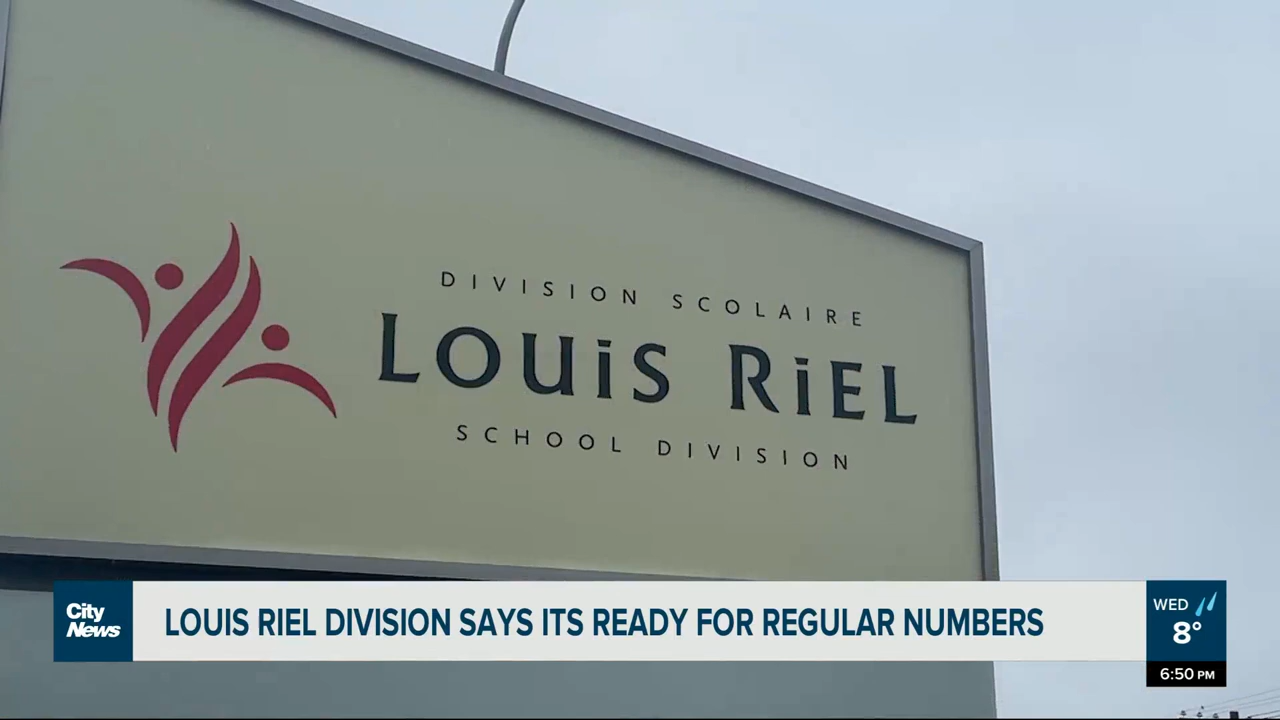 DIVISION SCOLAIRE
LOUiS RiEL
SCHOOL DIVISION
City
News
LOUIS RIEL DIVISION SAYS ITS READY FOR REGULAR NUMBERS
WED
8°
6:50 PM